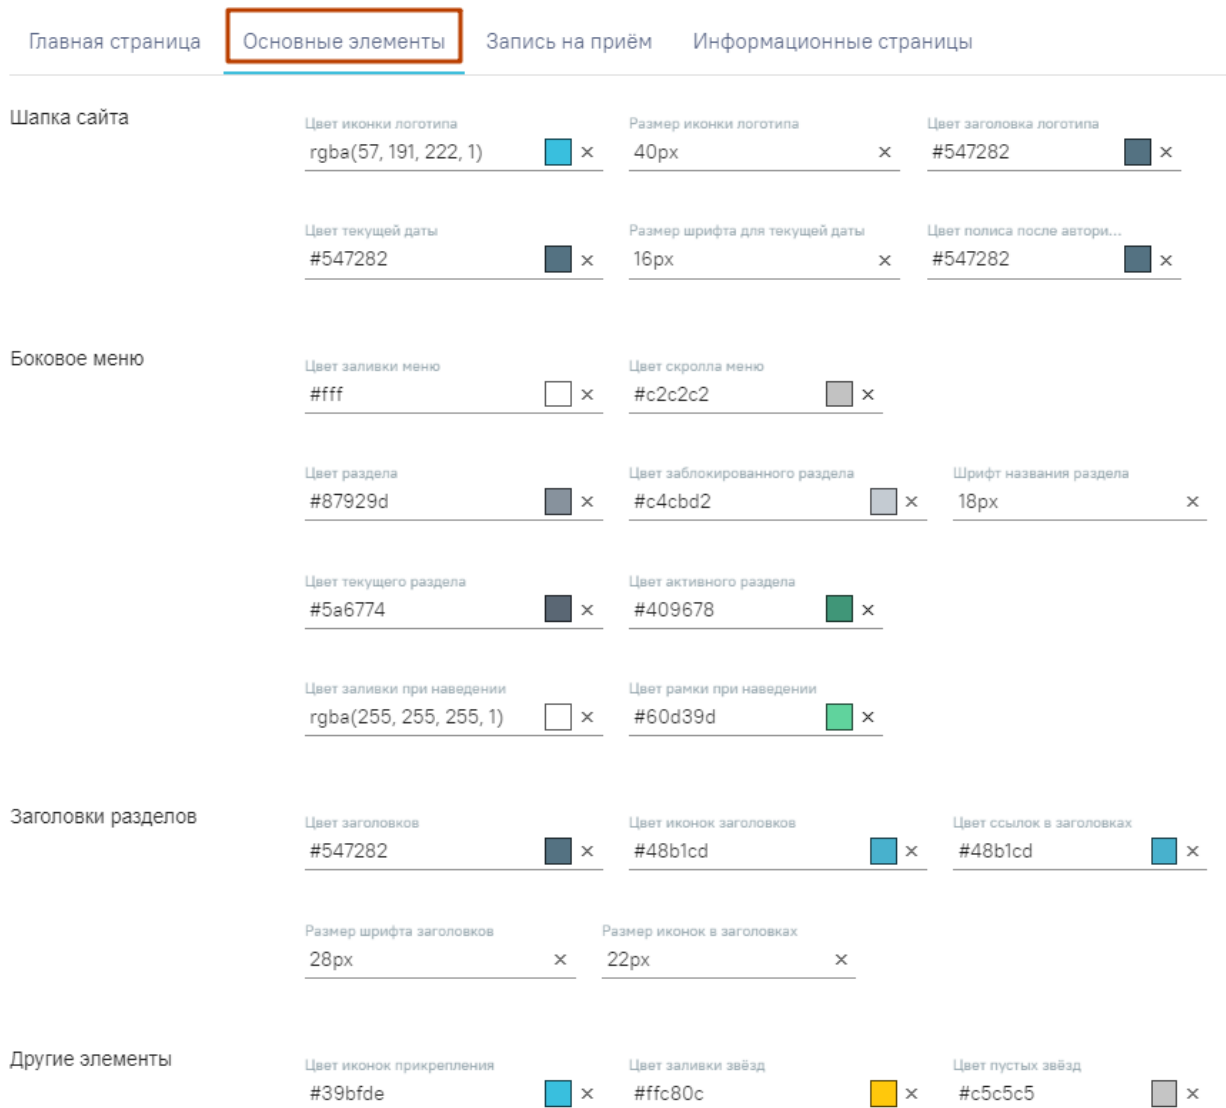 Главная страница Основные элементы Запись на приём Информационные страницы
Шапка сайта
Цвет иконки логотипа Размер иконки логотипа Цвет заголовка логотипа
rgba(57, 191, 222, 1) 40px #547282
Цвет текущей даты Размер шрифта для текущей даты Цвет полиса после автори...
#547282 16px #547282
Боковое меню
Цвет заливки меню Цвет скролла меню
#fff #c2c2c2
Цвет раздела Цвет заблокированного раздела Шрифт названия раздела
#87929d #c4cbd2 18px
Цвет текущего раздела Цвет активного раздела
#5a6774 #409678
Цвет заливки при наведении Цвет рамки при наведении
rgba(255, 255, 255, 1) #60d39d
Заголовки разделов
Цвет заголовков Цвет иконок заголовков Цвет ссылок в заголовках
#547282 #48b1cd #48b1cd
Размер шрифта заголовков Размер иконок в заголовках
28px 22px
Другие элементы
Цвет иконок прикрепления Цвет заливки звёзд Цвет пустых звёзд
#39bfde #ffc80c #c5c5c5